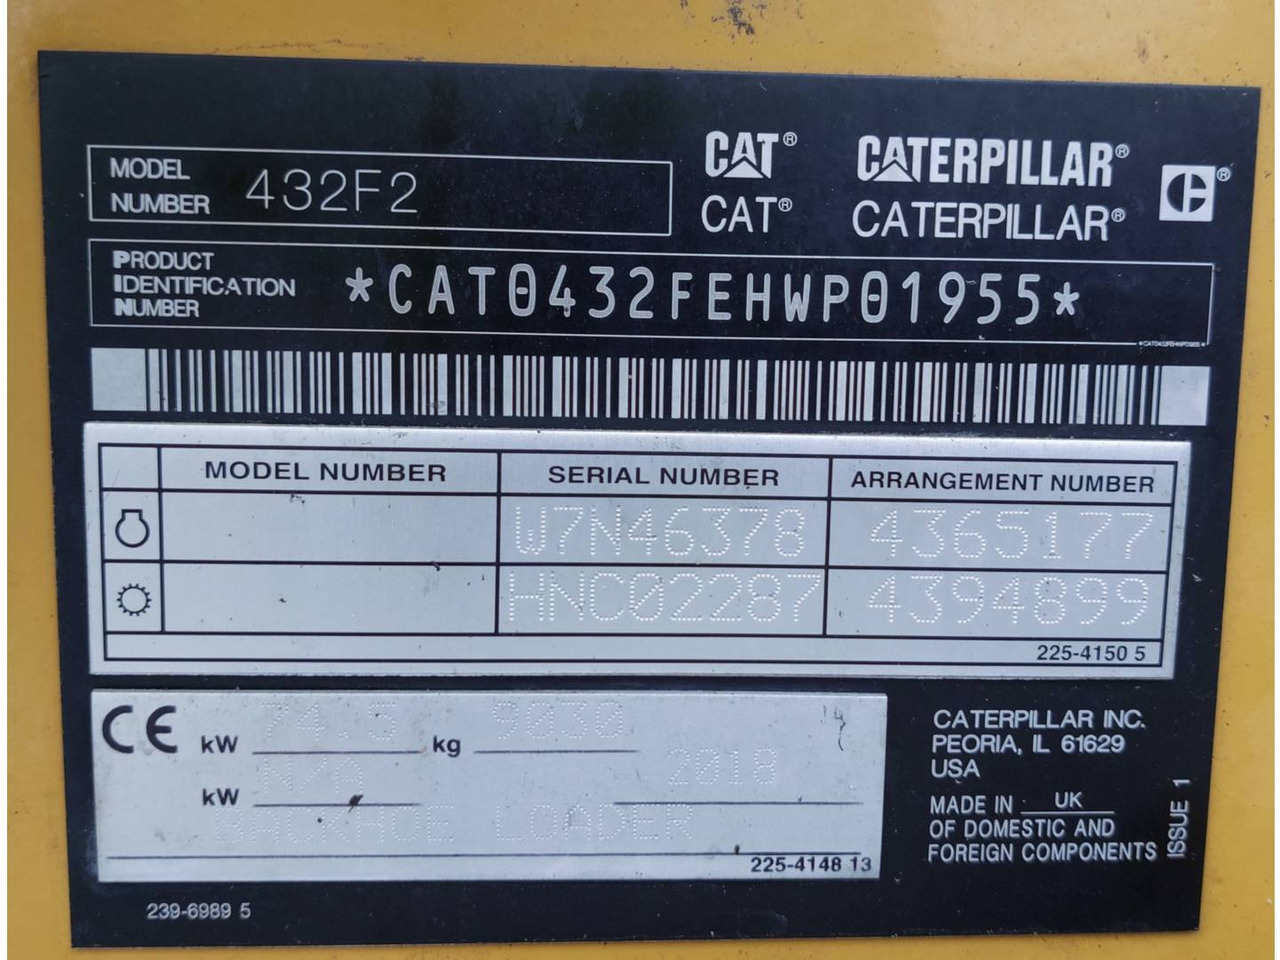 MODEL
NUMBER 432F2
CAT® CATERPILLAR®
CAT® CATERPILLAR® ®
PRODUCT
IDENTIFICATION
NUMBER *CAT0432FEHWP01955*
*CAT0432FEHWP01955*
MODEL NUMBER SERIAL NUMBER ARRANGEMENT NUMBER
W7N46378 4365177
HNC02287 4394899
225-4150 5
CE kW 74.5 kg 9030
kW N/A 2018
BACKHOE LOADER
225-4148 13
CATERPILLAR INC.
PEORIA, IL 61629
USA
MADE IN UK
OF DOMESTIC AND
FOREIGN COMPONENTS
ISSUE 1
239-6989 5